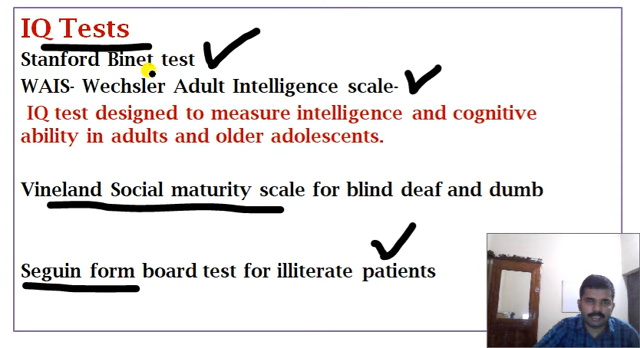 IQ Tests
Stanford Binet test
WAIS- Wechsler Adult Intelligence scale-
IQ test designed to measure intelligence and cognitive
ability in adults and older adolescents.
Vineland Social maturity scale for blind deaf and dumb
Seguin form board test for illiterate patients